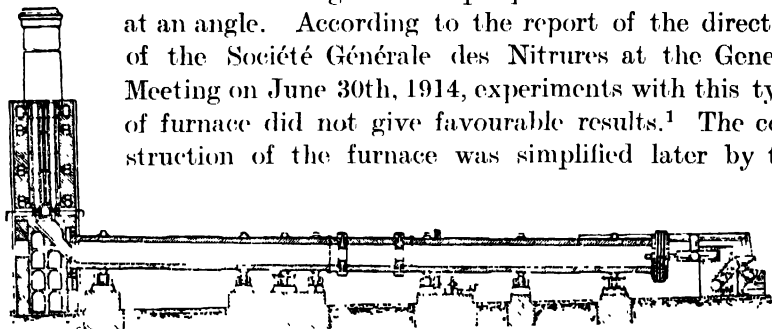 at an angle. According to the report of the direct
of the Société Générale des Nitrures at the Gene
Meeting on June 30th, 1914, experiments with this ty
of furnace did not give favourable results.¹ The co
struction of the furnace was simplified later by t